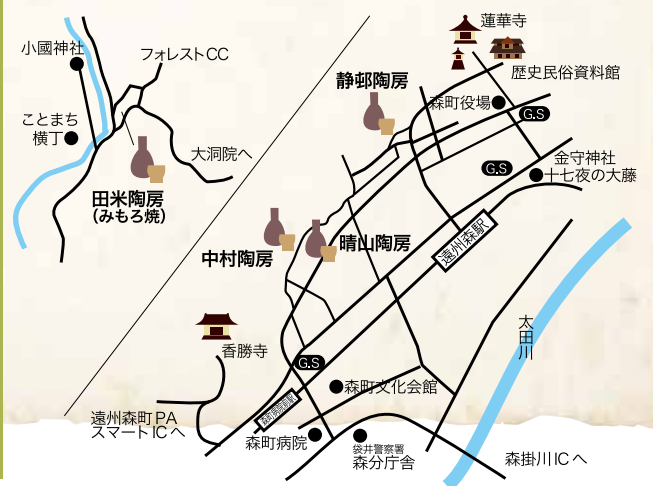 蓮華寺
小國神社
フォレストCC
歴史民俗資料館
静邨陶房
森町役場
G.S
ことまち
横丁
大洞院へ
G.S
金守神社
十七夜の大藤
田米陶房
(みもろ焼)
中村陶房
晴山陶房
遠州森駅
太田川
香勝寺
G.S
森町文化会館
遠州森町PA
スマートICへ
森町病院
袋井警察署
森分庁舎
森掛川ICへ